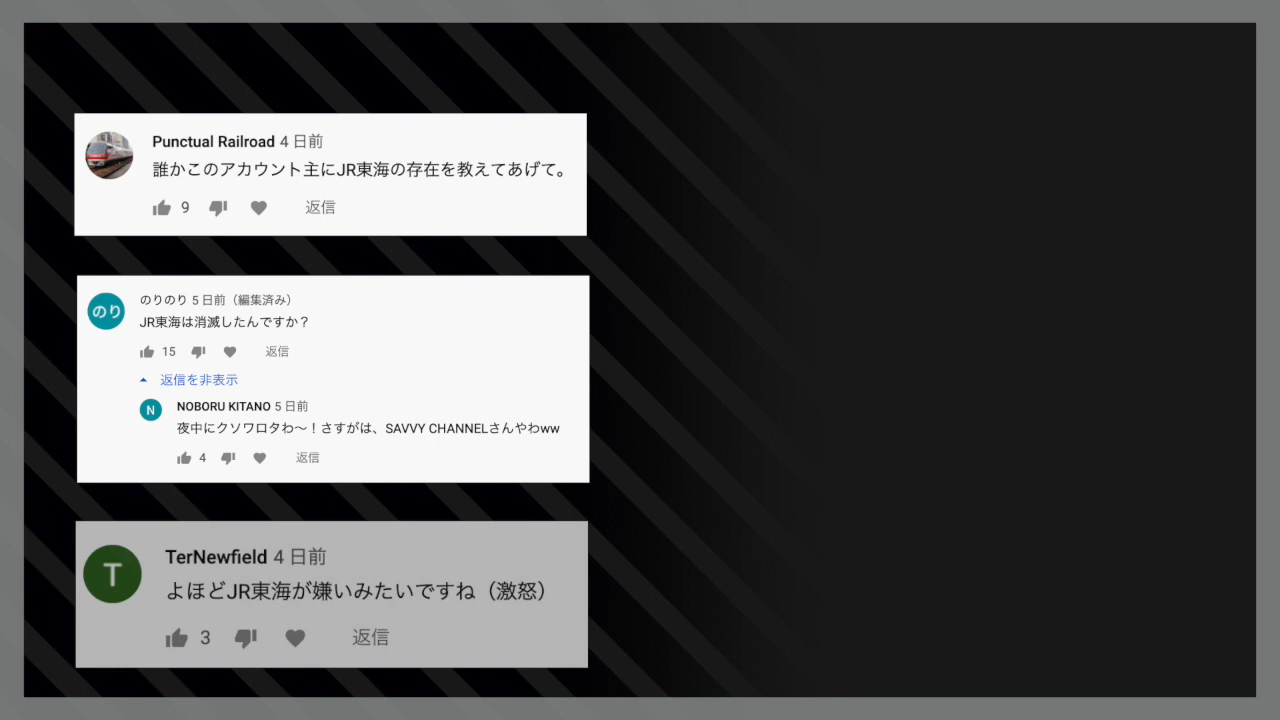 Punctual Railroad 4 日前
誰かこのアカウント主にJR東海の存在を教えてあげて。
9 返信
のり
のりのり 5 日前（編集済み）
JR東海は消滅したんですか？
15 返信
返信を非表示
N
NOBORU KITANO 5 日前
夜中にクソワロタわ〜！さすがは、SAVVY CHANNELさんやわww
4 返信
T
TerNewfield 4 日前
よほどJR東海が嫌いみたいですね（激怒）
3 返信